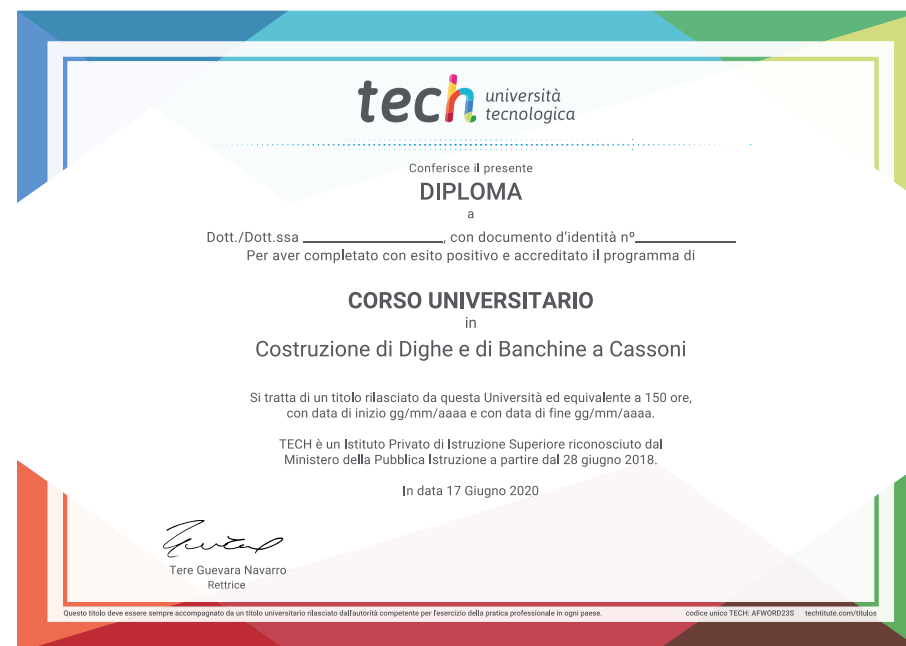 tech università
tecnologica
Conferisce il presente
DIPLOMA
a
Dott./Dott.ssa ____________________, con documento d'identità nº______________
Per aver completato con esito positivo e accreditato il programma di
CORSO UNIVERSITARIO
in
Costruzione di Dighe e di Banchine a Cassoni
Si tratta di un titolo rilasciato da questa Università ed equivalente a 150 ore,
con data di inizio gg/mm/aaaa e con data di fine gg/mm/aaaa.
TECH è un Istituto Privato di Istruzione Superiore riconosciuto dal
Ministero della Pubblica Istruzione a partire dal 28 giugno 2018.
In data 17 Giugno 2020
Tere Guevara Navarro
Rettrice
Questo titolo deve essere sempre accompagnato da un titolo universitario rilasciato dall'autorità competente per l'esercizio della pratica professionale in ogni paese. codice unico TECH: AFWORD23S techtitute.com/titulos